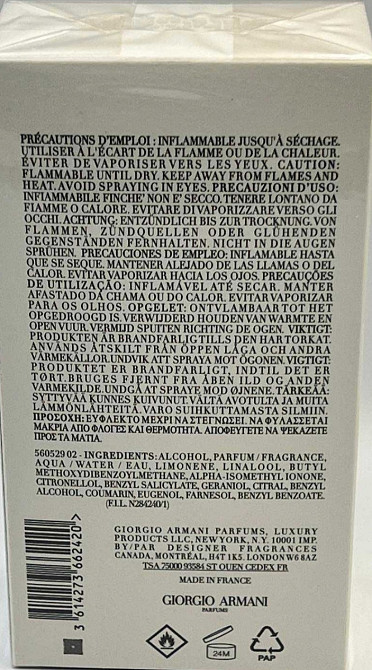 PRÉCAUTIONS D'EMPLOI : INFLAMMABLE JUSQU'À SÉCHAGE.
UTILISER À L'ÉCART DE LA FLAMME OU DE LA CHALEUR.
ÉVITER DE VAPORISER VERS LES YEUX. CAUTION:
FLAMMABLE UNTIL DRY. KEEP AWAY FROM FLAMES AND
HEAT. AVOID SPRAYING IN EYES. PRECAUZIONI D'USO:
INFIAMMABILE FINCHE' NON E' SECCO. TENERE LONTANO DA
FIAMME O CALORE. EVITARE DI VAPORIZZARE VERSO GLI
OCCHI. ACHTUNG: ENTZÜNDLICH BIS ZUR TROCKNUNG. VON
FLAMMEN, ZÜNDQUELLEN ODER GLÜHENDEN
GEGENSTÄNDEN FERNHALTEN. NICHT IN DIE AUGEN
SPRÜHEN. PRECAUCIONES DE EMPLEO: INFLAMABLE HASTA
QUE SE SEQUE. MANTENER ALEJADO DE LAS LLAMAS O DEL
CALOR. EVITAR VAPORIZAR HACIA LOS OJOS. PRECAUÇÕES
DE UTILIZAÇÃO: INFLAMÁVEL ATÉ SECAR. MANTER
AFASTADO DA CHAMA OU DO CALOR. EVITAR VAPORIZAR
PARA OS OLHOS. OPGELET: ONTVLAMBAAR TOT HET
OPGEDROOGD IS. VERWIJDERD HOUDEN VAN WARMTE EN
OPEN VUUR. VERMIJD SPUITEN RICHTING DE OGEN. VIKTIGT:
PRODUKTEN ÄR BRANDFARLIG TILLS DEN HAR TORKAT.
ANVÄNDS ÅTSKILT FRÅN ÖPPEN LÅGA OCH ANDRA
VÄRMEKÄLLOR. UNDVIK ATT SPRAYA MOT ÖGONEN. VIGTIGT:
PRODUKTET ER BRANDFARLIGT, INDTIL DET ER
TØRT. BRUGES FJERNT FRA ÅBEN ILD OG ANDEN
VARMEKILDE. UNDGÅ AT SPRAYE MOD ØJNENE. TÄRKEÄÄ:
SYTTYVÄÄ KUNNES KUIVUNUT. VÄLTÄ AVOTULTA JA MUITA
LÄMMÖNLÄHTEITÄ. VARO SUIHKUTTAMASTA SILMIIN.
ΠΡΟΣΟΧΗ: ΕΥΦΛΕΚΤΟ ΜΕΧΡΙ ΝΑ ΣΤΕΓΝΩΣΕΙ. ΝΑ ΦΥΛΑΣΣΕΤΑΙ
ΜΑΚΡΙΑ ΑΠΟ ΦΛΟΓΕΣ ΚΑΙ ΘΕΡΜΟΤΗΤΑ. ΑΠΟΦΕΥΓΕΤΕ ΝΑ ΨΕΚΑΖΕΤΕ
ΠΡΟΣ ΤΑ ΜΑΤΙΑ.
560529 02 - INGREDIENTS: ALCOHOL, PARFUM / FRAGRANCE,
AQUA / WATER / EAU, LIMONENE, LINALOOL, BUTYL
METHOXYDIBENZOYLMETHANE, ALPHA-ISOMETHYL IONONE,
CITRONELLOL, BENZYL SALICYLATE, GERANIOL, CITRAL, BENZYL
ALCOHOL, COUMARIN, EUGENOL, FARNESOL, BENZYL BENZOATE.
(F.I.L. N284240/1)
GIORGIO ARMANI PARFUMS, LUXURY
PRODUCTS LLC, NEW YORK, N.Y. 10001 IMP.
BY/PAR DESIGNER FRAGRANCES
CANADA, MONTRÉAL, H4T 1K5. LONDON W6 8AZ
TSA 75000 93584 ST OUEN CEDEX FR
MADE IN FRANCE
GIORGIO ARMANI
PARFUMS
3 614273 662420 >
24M
PAP